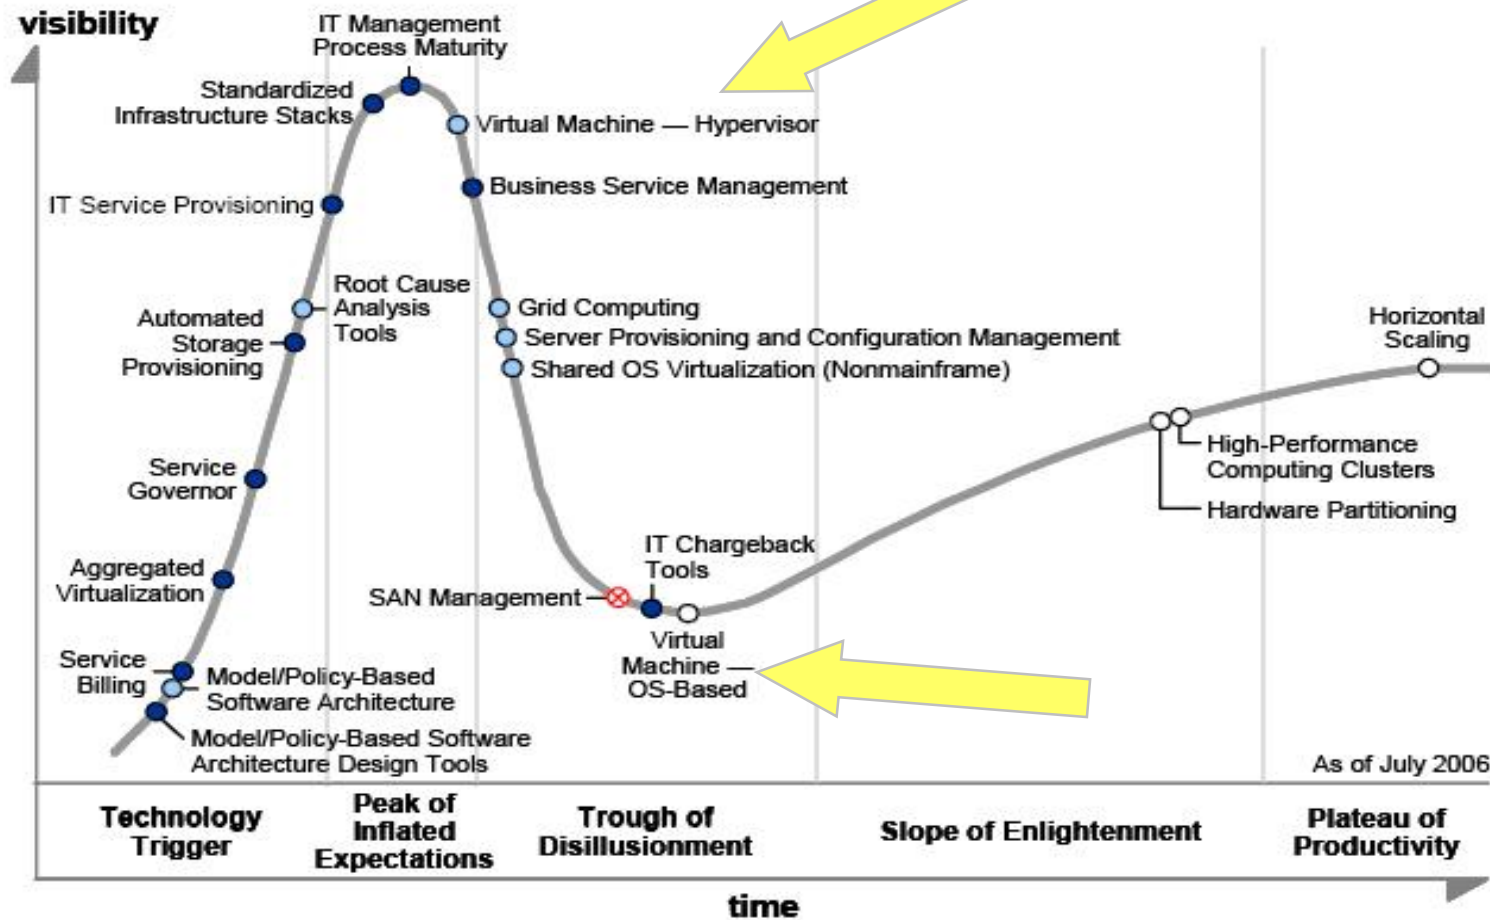 visibility
IT Management
Process Maturity
Standardized
Infrastructure Stacks
Virtual Machine — Hypervisor
Business Service Management
IT Service Provisioning
Root Cause
Analysis
Tools
Automated
Storage
Provisioning
Grid Computing
Server Provisioning and Configuration Management
Shared OS Virtualization (Nonmainframe)
Horizontal
Scaling
High-Performance
Computing Clusters
Hardware Partitioning
Service
Governor
IT Chargeback
Tools
Aggregated
Virtualization
SAN Management
Virtual
Machine —
OS-Based
Service
Billing
Model/Policy-Based
Software Architecture
Model/Policy-Based Software
Architecture Design Tools
As of July 2006
Technology
Trigger
Peak of
Inflated
Expectations
Trough of
Disillusionment
Slope of Enlightenment
Plateau of
Productivity
time